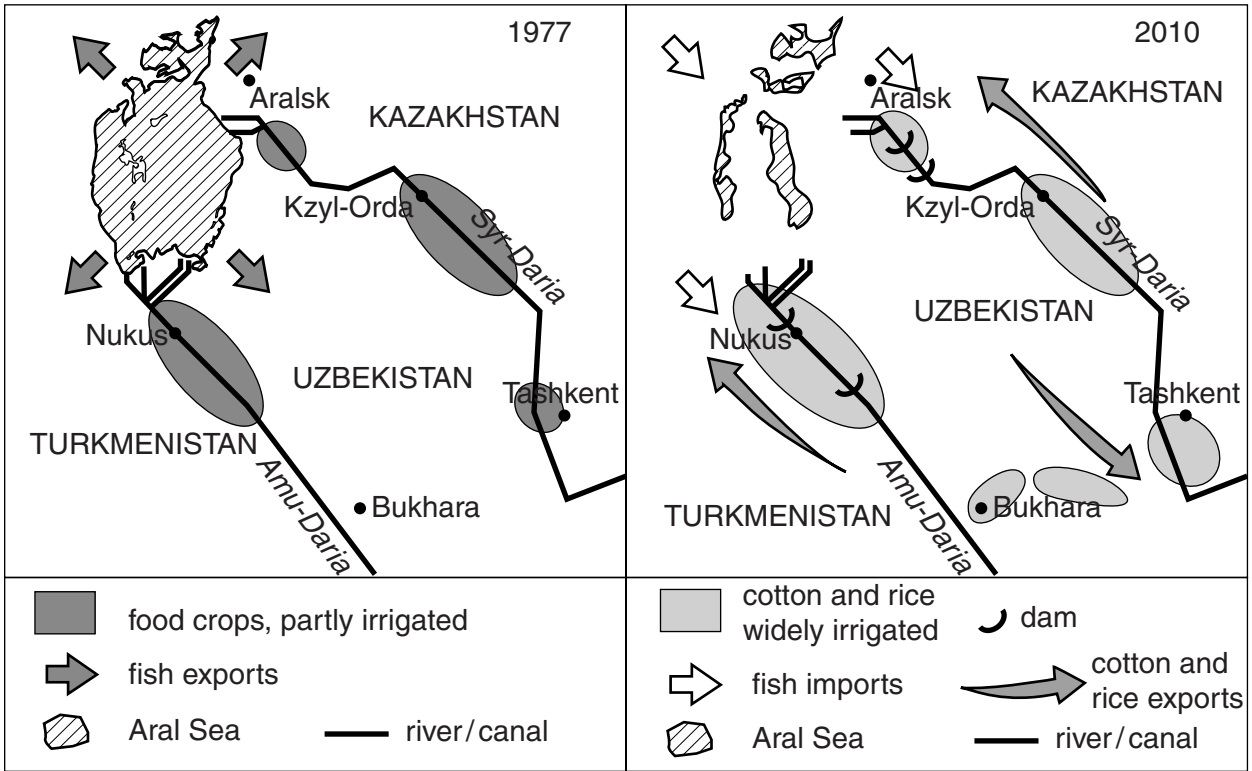 1977
Aralsk
KAZAKHSTAN
Kzyl-Orda
Syr-Daria
Nukus
UZBEKISTAN
Tashkent
TURKMENISTAN
Amu-Daria
Bukhara
food crops, partly irrigated
fish exports
Aral Sea
river/canal
2010
KAZAKHSTAN
Aralsk
Kzyl-Orda
Syr-Daria
UZBEKISTAN
Nukus
Tashkent
Amu-Daria
Bukhara
TURKMENISTAN
cotton and rice
widely irrigated
dam
fish imports
cotton and
rice exports
Aral Sea
river/canal